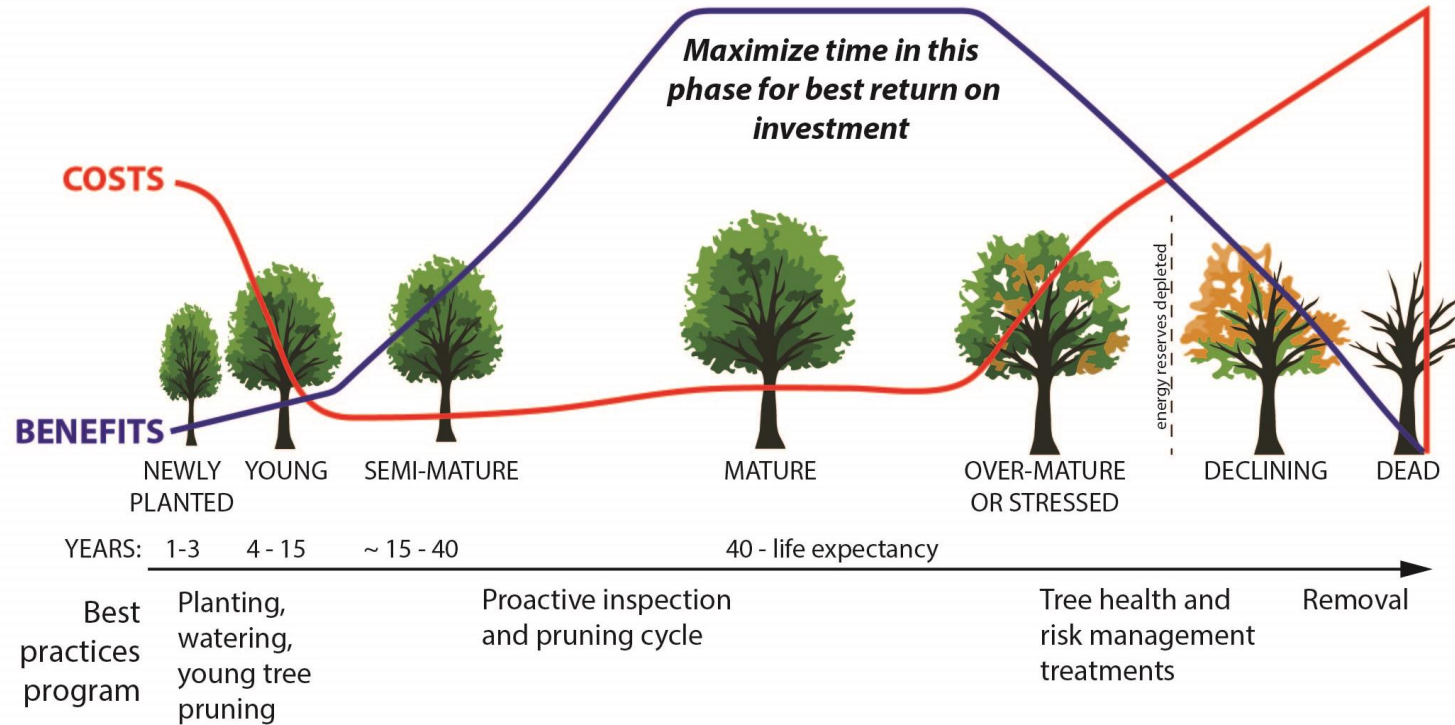 Maximize time in this
phase for best return on
investment
COSTS
BENEFITS
energy reserves depleted
NEWLY
PLANTED
YOUNG
SEMI-MATURE
MATURE
OVER-MATURE
OR STRESSED
DECLINING
DEAD
YEARS: 1-3 4 - 15 ~ 15 - 40 40 - life expectancy
Best
practices
program
Planting,
watering,
young tree
pruning
Proactive inspection
and pruning cycle
Tree health and
risk management
treatments
Removal